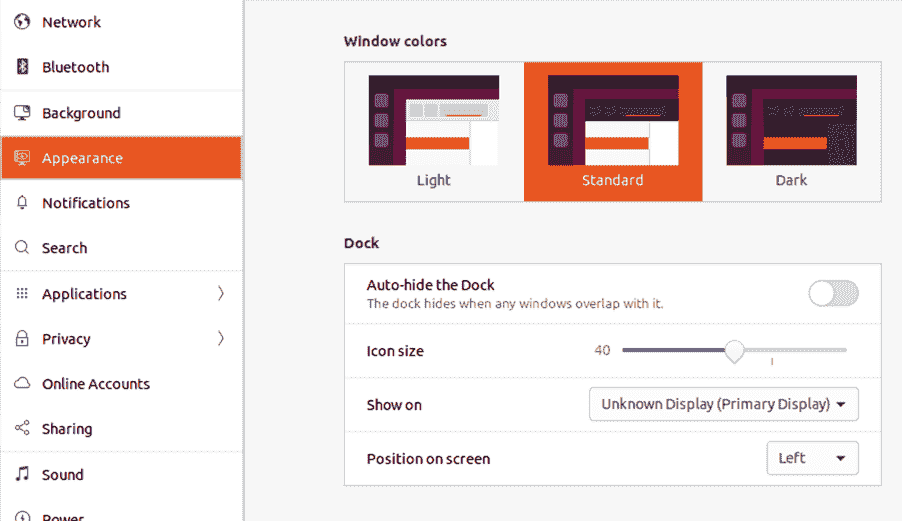 Network
Bluetooth
Background
Appearance
Notifications
Search
Applications
Privacy
Online Accounts
Sharing
Sound
Power
Window colors
Light
Standard
Dark
Dock
Auto-hide the Dock
The dock hides when any windows overlap with it.
Icon size
40
Show on
Unknown Display (Primary Display)
Position on screen
Left